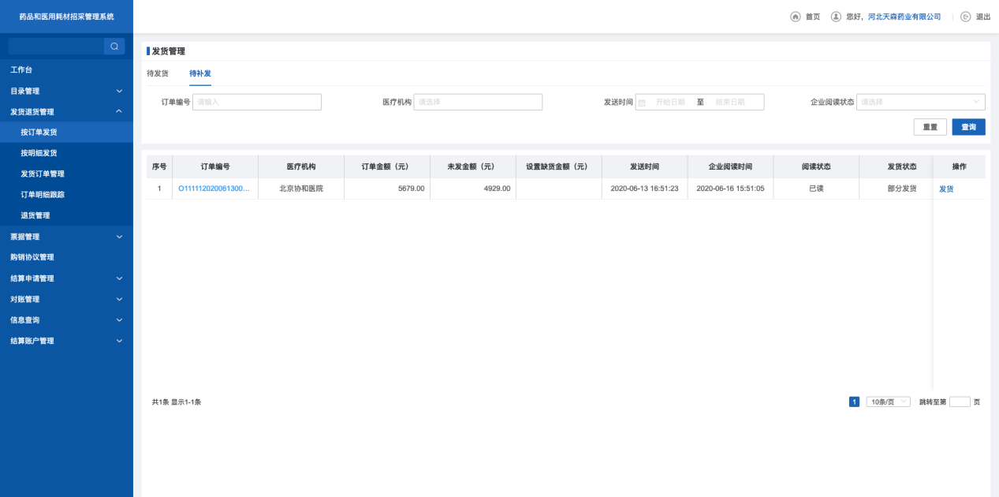 药品和医用耗材招采管理系统
首页 您好, 河北天森药业有限公司 退出
工作台
目录管理
发货退货管理
按订单发货
按明细发货
发货订单管理
订单明细跟踪
退货管理
票据管理
购销协议管理
结算申请管理
对账管理
信息查询
结算账户管理
发货管理
待发货 待补发
订单编号 请输入 医疗机构 请选择 发送时间 开始日期 至 结束日期 企业阅读状态 请选择
重置 查询
序号 订单编号 医疗机构 订单金额（元） 未发金额（元） 设置缺货金额（元） 发送时间 企业阅读时间 阅读状态 发货状态 操作
1 O111112020061300... 北京协和医院 5679.00 4929.00 2020-06-13 16:51:23 2020-06-16 15:51:05 已读 部分发货 发货
共1条 显示1-1条 1 10条/页 跳转至第 页